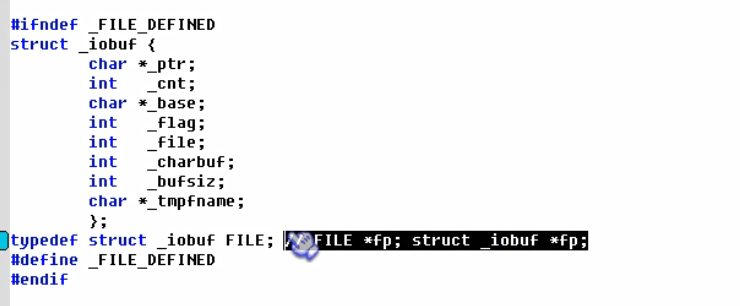 #ifndef _FILE_DEFINED
struct _iobuf {
char *_ptr;
int _cnt;
char *_base;
int _flag;
int _file;
int _charbuf;
int _bufsiz;
char *_tmpfname;
};
typedef struct _iobuf FILE; // FILE *fp; struct _iobuf *fp;
#define _FILE_DEFINED
#endif